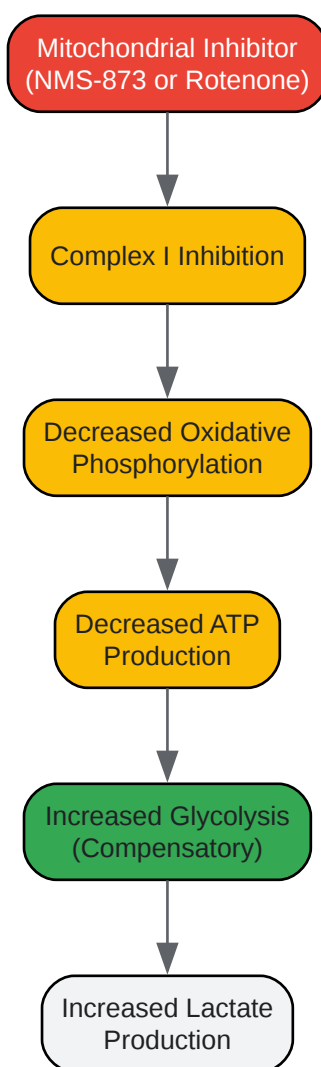 Mitochondrial Inhibitor
(NMS-873 or Rotenone)
Complex I Inhibition
Decreased Oxidative
Phosphorylation
Decreased ATP
Production
Increased Glycolysis
(Compensatory)
Increased Lactate
Production